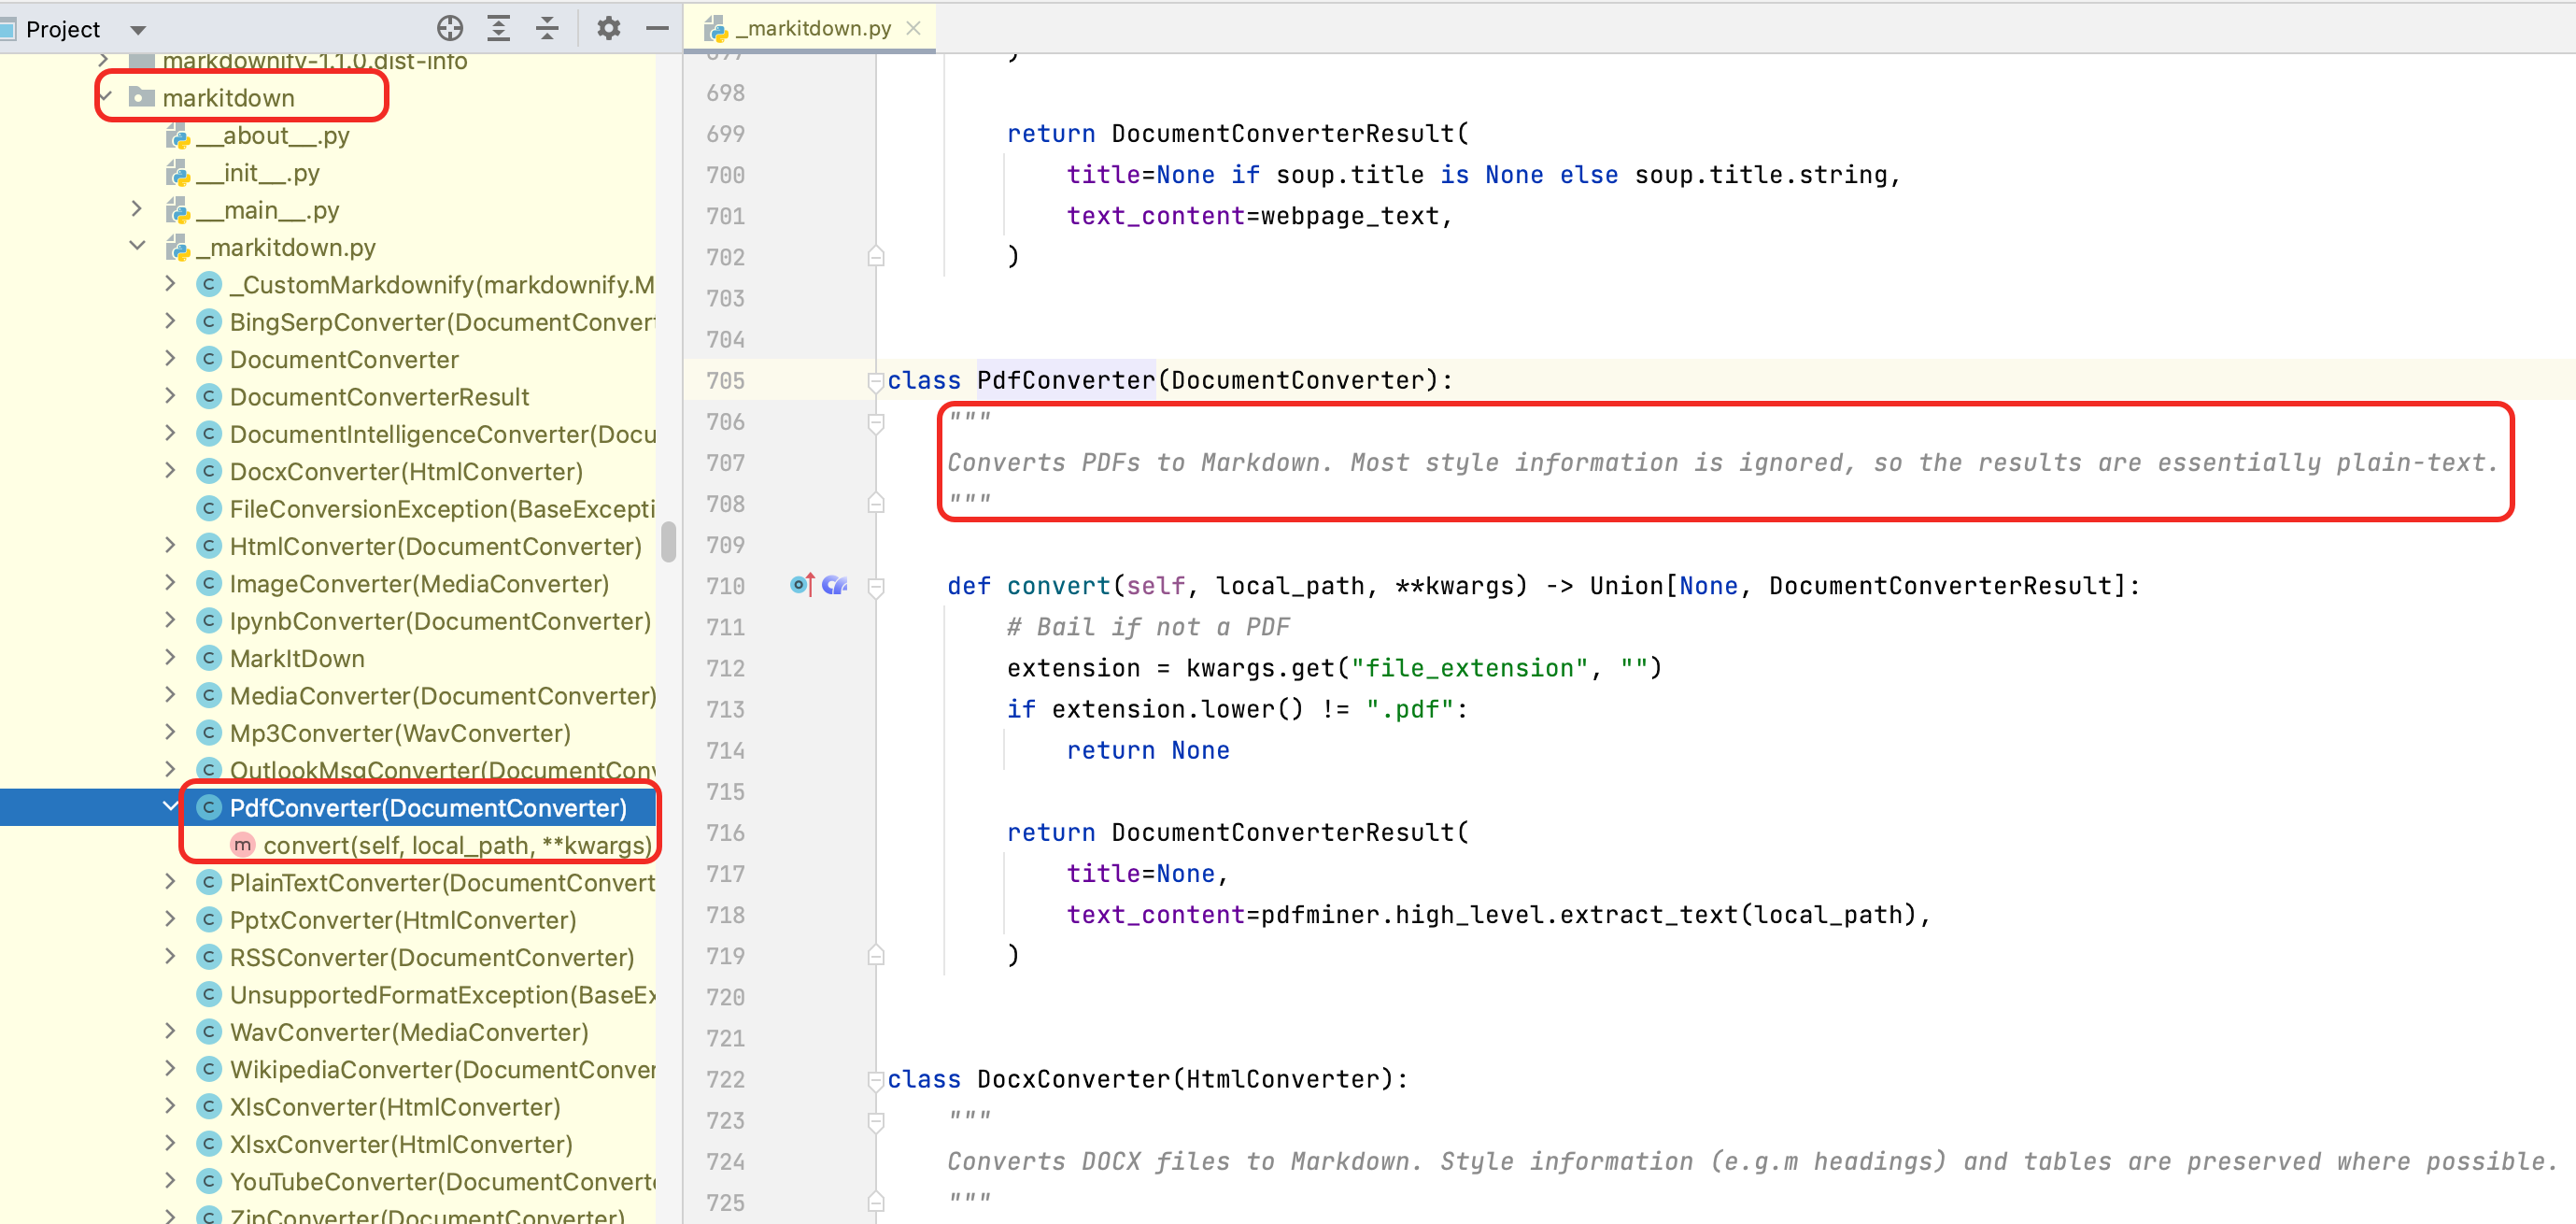 Project
_markitdown.py
markdownify-1.1.0.dist-info
markitdown
__about__.py
__init__.py
__main__.py
_markitdown.py
_CustomMarkdownify(markdownify.M
BingSerpConverter(DocumentConvert
DocumentConverter
DocumentConverterResult
DocumentIntelligenceConverter(Docu
DocxConverter(HtmlConverter)
FileConversionException(BaseExcepti
HtmlConverter(DocumentConverter)
ImageConverter(MediaConverter)
IpynbConverter(DocumentConverter)
MarkItDown
MediaConverter(DocumentConverter)
Mp3Converter(WavConverter)
OutlookMsgConverter(DocumentConv
PdfConverter(DocumentConverter)
m convert(self, local_path, **kwargs)
PlainTextConverter(DocumentConvert
PptxConverter(HtmlConverter)
RSSConverter(DocumentConverter)
UnsupportedFormatException(BaseEx
WavConverter(MediaConverter)
WikipediaConverter(DocumentConver
XlsConverter(HtmlConverter)
XlsxConverter(HtmlConverter)
YouTubeConverter(DocumentConverte
ZipConverter(DocumentConverter)
697 )
698
699 return DocumentConverterResult(
700 title=None if soup.title is None else soup.title.string,
701 text_content=webpage_text,
702 )
703
704
705 class PdfConverter(DocumentConverter):
706 """
707 Converts PDFs to Markdown. Most style information is ignored, so the results are essentially plain-text.
708 """
709
710 def convert(self, local_path, **kwargs) -> Union[None, DocumentConverterResult]:
711 # Bail if not a PDF
712 extension = kwargs.get("file_extension", "")
713 if extension.lower() != ".pdf":
714 return None
715
716 return DocumentConverterResult(
717 title=None,
718 text_content=pdfminer.high_level.extract_text(local_path),
719 )
720
721
722 class DocxConverter(HtmlConverter):
723 """
724 Converts DOCX files to Markdown. Style information (e.g.m headings) and tables are preserved where possible.
725 """